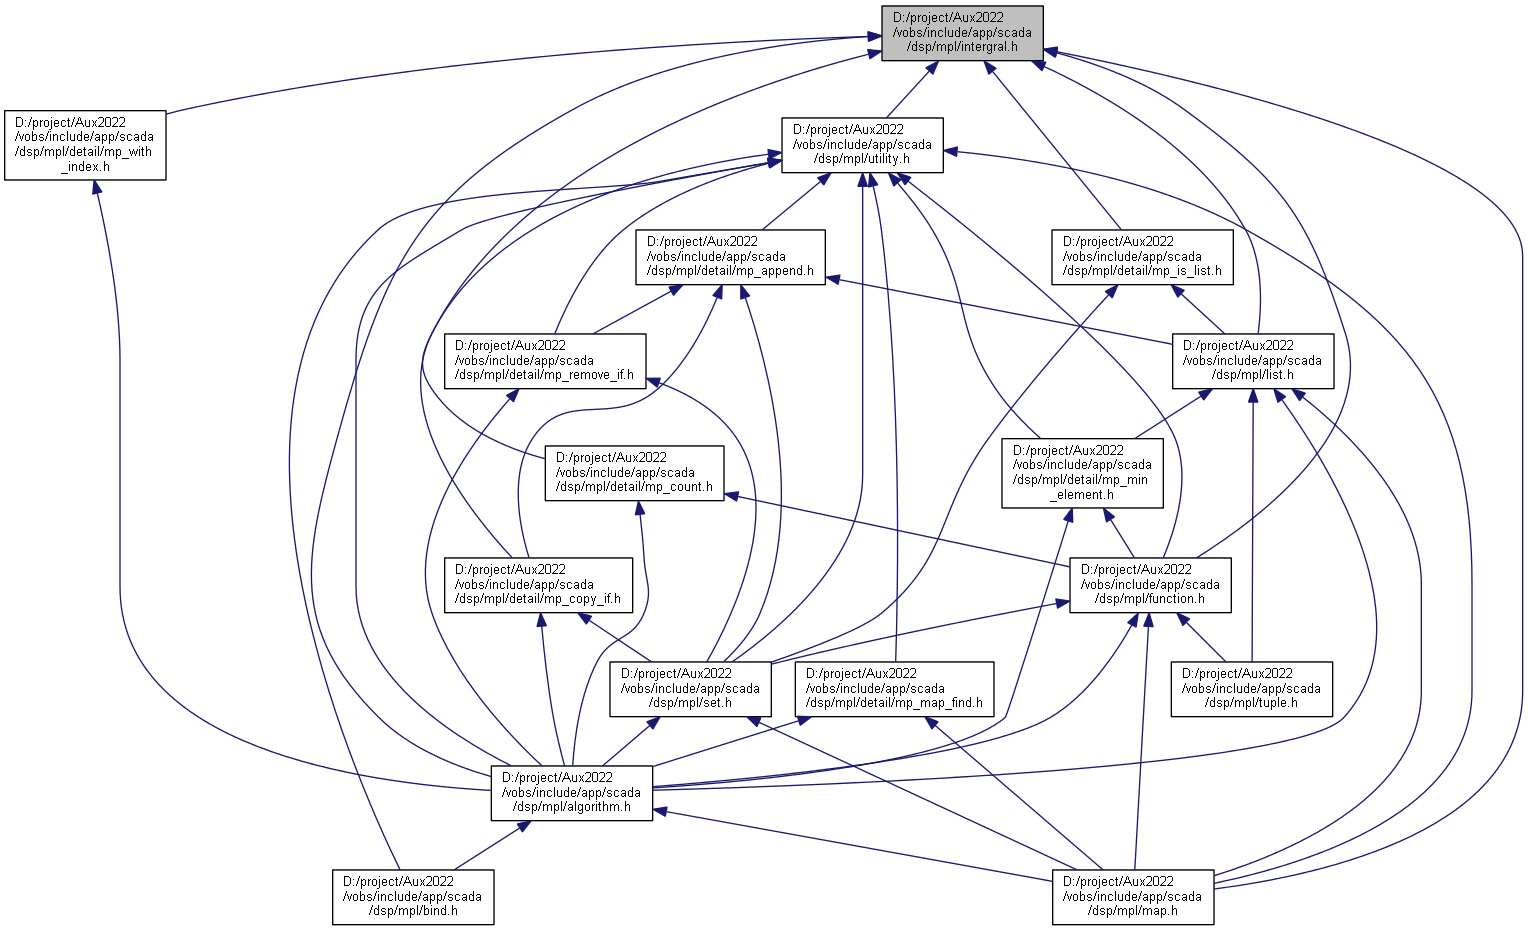 D:/project/Aux2022
/vobs/include/app/scada
/dsp/mpl/intergral.h
D:/project/Aux2022
/vobs/include/app/scada
/dsp/mpl/detail/mp_with
_index.h
D:/project/Aux2022
/vobs/include/app/scada
/dsp/mpl/utility.h
D:/project/Aux2022
/vobs/include/app/scada
/dsp/mpl/detail/mp_append.h
D:/project/Aux2022
/vobs/include/app/scada
/dsp/mpl/detail/mp_is_list.h
D:/project/Aux2022
/vobs/include/app/scada
/dsp/mpl/detail/mp_remove_if.h
D:/project/Aux2022
/vobs/include/app/scada
/dsp/mpl/list.h
D:/project/Aux2022
/vobs/include/app/scada
/dsp/mpl/detail/mp_count.h
D:/project/Aux2022
/vobs/include/app/scada
/dsp/mpl/detail/mp_min
_element.h
D:/project/Aux2022
/vobs/include/app/scada
/dsp/mpl/detail/mp_copy_if.h
D:/project/Aux2022
/vobs/include/app/scada
/dsp/mpl/function.h
D:/project/Aux2022
/vobs/include/app/scada
/dsp/mpl/set.h
D:/project/Aux2022
/vobs/include/app/scada
/dsp/mpl/detail/mp_map_find.h
D:/project/Aux2022
/vobs/include/app/scada
/dsp/mpl/tuple.h
D:/project/Aux2022
/vobs/include/app/scada
/dsp/mpl/algorithm.h
D:/project/Aux2022
/vobs/include/app/scada
/dsp/mpl/bind.h
D:/project/Aux2022
/vobs/include/app/scada
/dsp/mpl/map.h